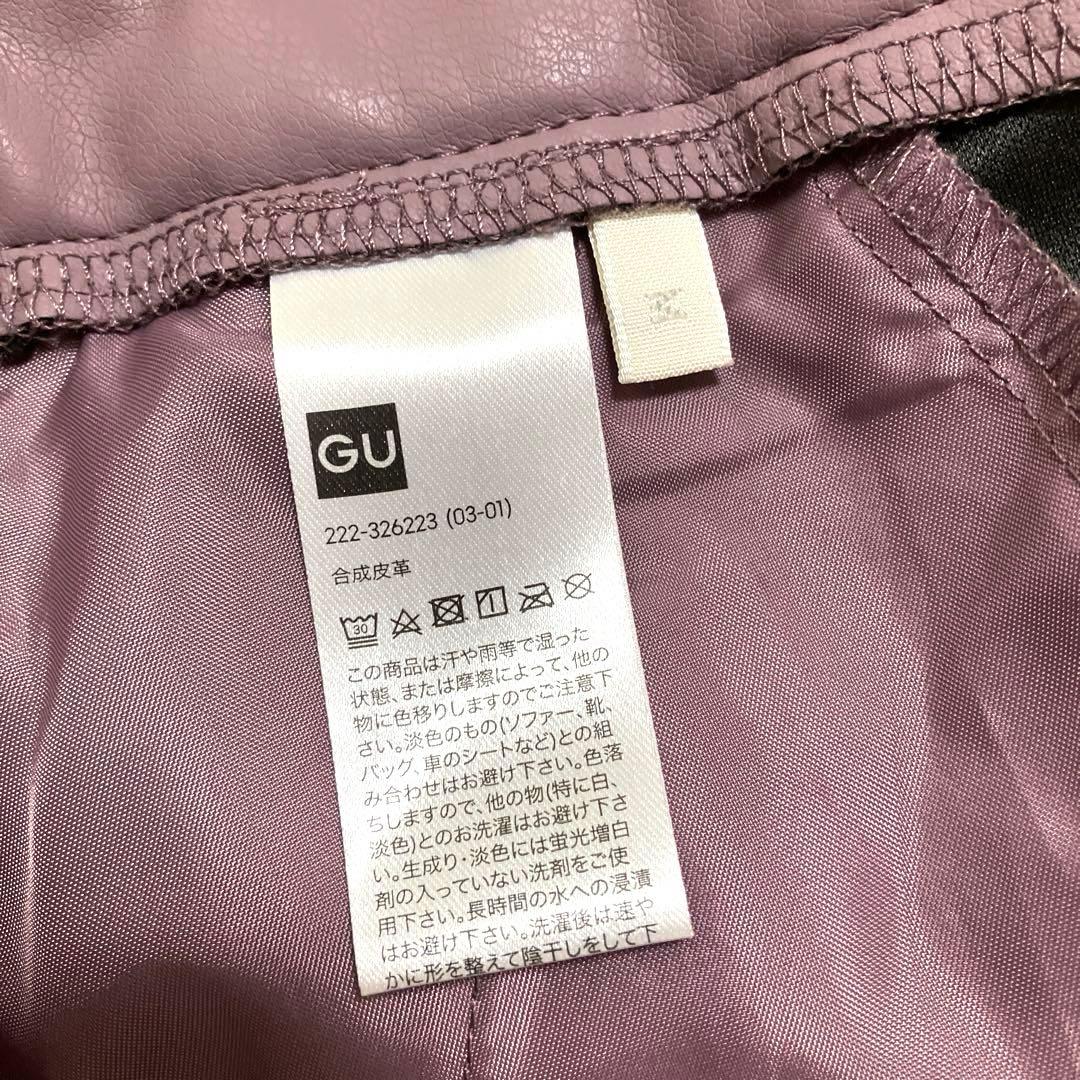 GU
222-326223 (03-01)
合成皮革
30
この商品は汗や雨等で湿った
状態、または摩擦によって、他の
物に色移りしますのでご注意下
さい。淡色のもの(ソファー、靴、
バッグ、車のシートなど)との組
み合わせはお避け下さい。色落
ちしますので、他の物(特に白、
淡色)とのお洗濯はお避け下さ
い。生成り・淡色には蛍光増白
剤の入っていない洗剤をご使
用下さい。長時間の水への浸漬
はお避け下さい。洗濯後は速や
かに形を整えて陰干しをして下